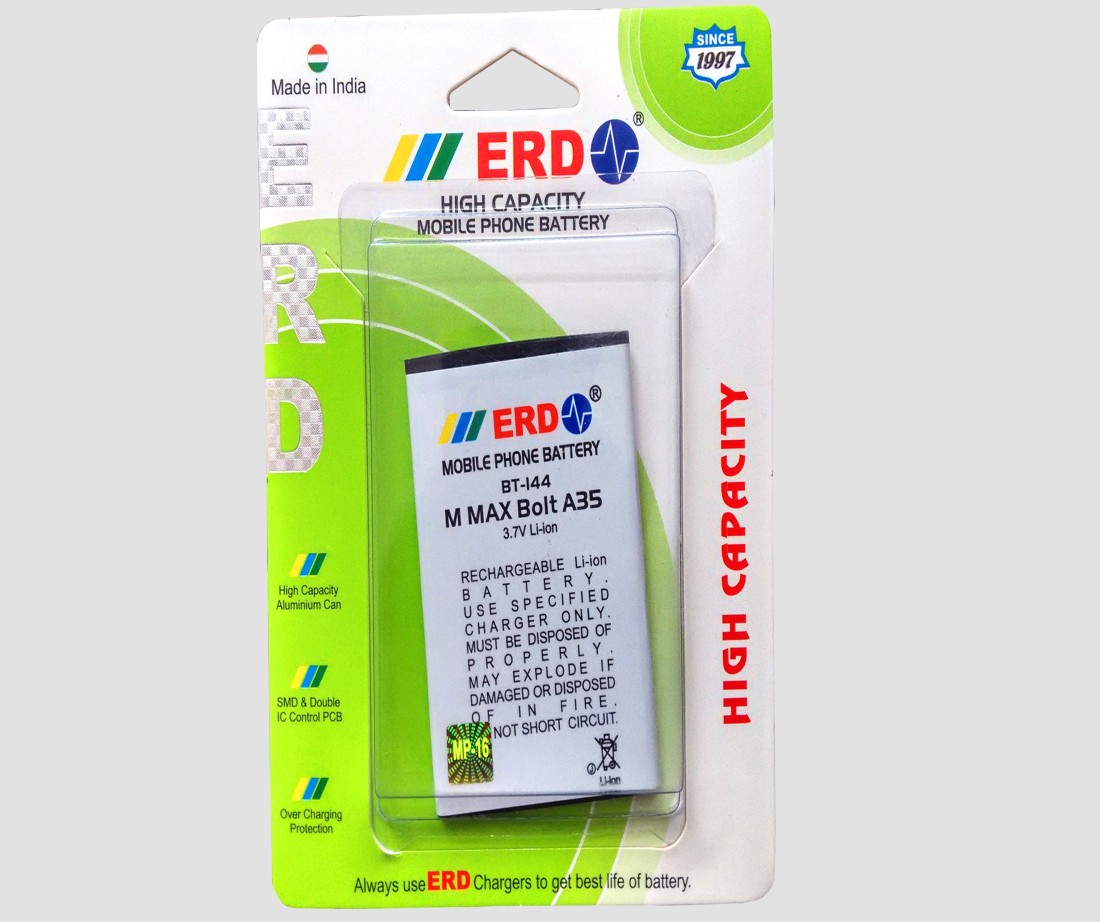 SINCE
1997
Made in India
ERD®
HIGH CAPACITY
MOBILE PHONE BATTERY
ERD
ERD®
MOBILE PHONE BATTERY
BT-144
M MAX Bolt A35
3.7V Li-ion
RECHARGEABLE Li-ion
BATTERY.
USE SPECIFIED
CHARGER ONLY.
MUST BE DISPOSED OF
PROPERLY.
MAY EXPLODE IF
DAMAGED OR DISPOSED
OF IN FIRE.
NOT SHORT CIRCUIT.
MP-16
Li-ion
High Capacity
Aluminium Can
SMD & Double
IC Control PCB
Over Charging
Protection
HIGH CAPACITY
Always use ERD Chargers to get best life of battery.